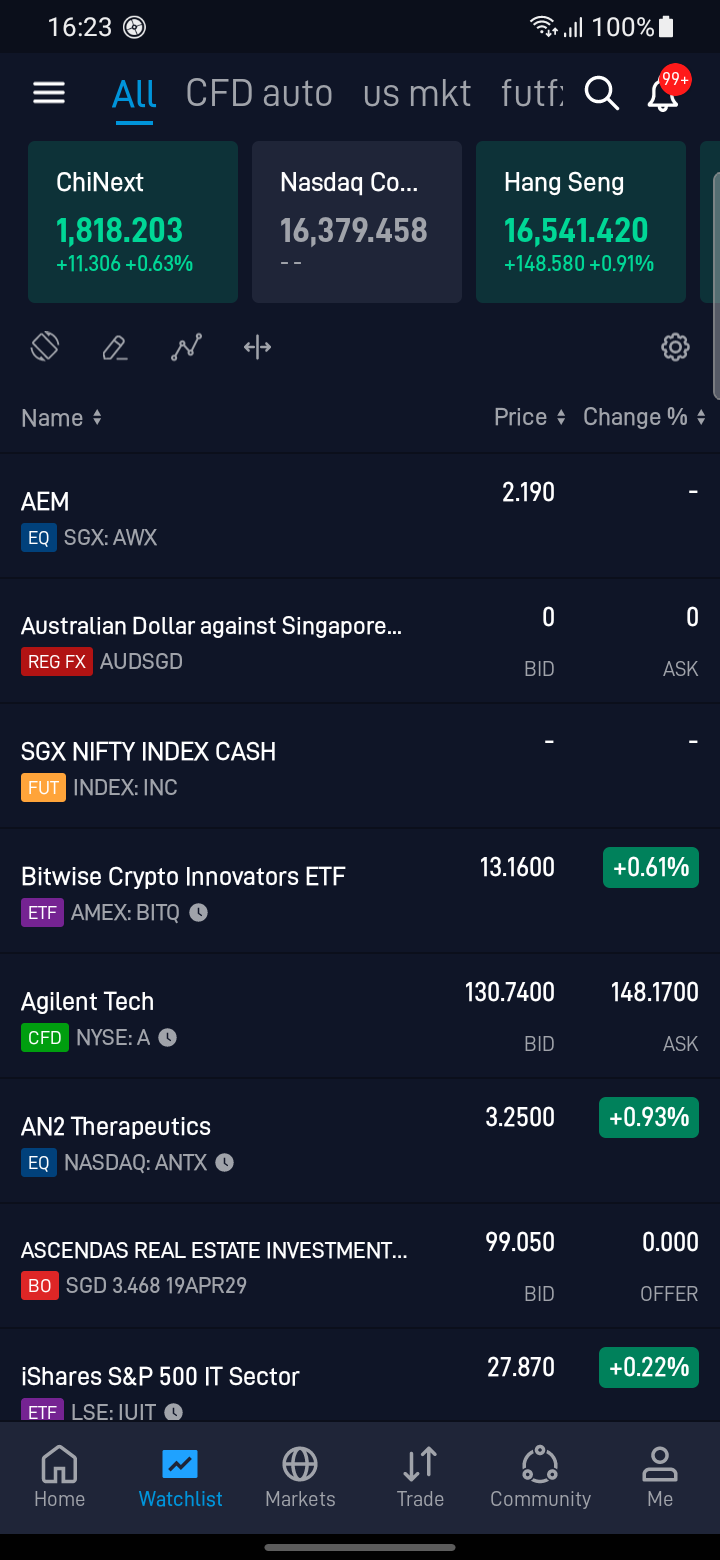 16:23 100%
All CFD auto us mkt futfx 99+
ChiNext Nasdaq Co... Hang Seng
1,818.203 16,379.458 16,541.420
+11.306 +0.63% - - +148.580 +0.91%
Name Price Change %
AEM 2.190 -
EQ SGX: AWX
Australian Dollar against Singapore... 0 0
REG FX AUDSGD BID ASK
SGX NIFTY INDEX CASH - -
FUT INDEX: INC
Bitwise Crypto Innovators ETF 13.1600 +0.61%
ETF AMEX: BITQ
Agilent Tech 130.7400 148.1700
CFD NYSE: A BID ASK
AN2 Therapeutics 3.2500 +0.93%
EQ NASDAQ: ANTX
ASCENDAS REAL ESTATE INVESTMENT... 99.050 0.000
BO SGD 3.468 19APR29 BID OFFER
iShares S&P 500 IT Sector 27.870 +0.22%
ETF LSE: IUIT
Home Watchlist Markets Trade Community Me